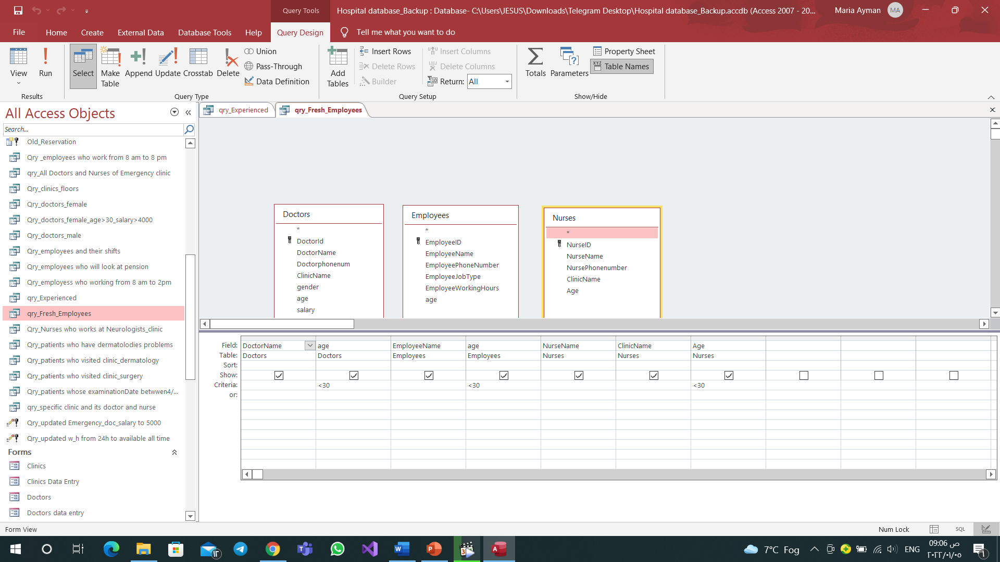 Query Tools
Hospital database_Backup : Database- C:\Users\JESUS\Downloads\Telegram Desktop\Hospital database_Backup.accdb (Access 2007 - 20...
Maria Ayman
MA
File
Home
Create
External Data
Database Tools
Help
Query Design
Tell me what you want to do
View
Run
Results
Select
Make Table
Append
Update
Crosstab
Delete
Union
Pass-Through
Data Definition
Query Type
Add Tables
Insert Rows
Delete Rows
Builder
Insert Columns
Delete Columns
Return: All
Query Setup
Totals
Parameters
Property Sheet
Table Names
Show/Hide
All Access Objects
Search...
Old_Reservation
Qry _employees who work from 8 am to 8 pm
qry_All Doctors and Nurses of Emergency clinic
Qry_clinics_floors
Qry_doctors_female
Qry_doctors_female_age>30_salary>4000
Qry_doctors_male
Qry_employees and their shifts
Qry_employees who will look at pension
Qry_employess who working from 8 am to 2pm
qry_Experienced
qry_Fresh_Employees
Qry_Nurses who works at Neurologists_clinic
Qry_patients who have dermatolodies problems
Qry_patients who visited clinic_dermatology
Qry_patients who visited clinic_surgery
Qry_patients whose examinationDate betwwen4/...
qry_specific clinic and its doctor and nurse
Qry_updated Emergency_doc_salary to 5000
Qry_updated w_h from 24h to available all time
Forms
Clinics
Clinics Data Entry
Doctors
Doctors data entry
qry_Experienced
qry_Fresh_Employees
Doctors
*
DoctorId
DoctorName
Doctorphonenum
ClinicName
gender
age
salary
Employees
*
EmployeeID
EmployeeName
EmployeePhoneNumber
EmployeeJobType
EmployeeWorkingHours
age
Nurses
*
NurseID
NurseName
NursePhonenumber
ClinicName
Age
Field: DoctorName age EmployeeName age NurseName ClinicName Age
Table: Doctors Doctors Employees Employees Nurses Nurses Nurses
Sort:
Show:
Criteria: <30 <30 <30
or:
Form View
Num Lock
SQL
7°C Fog
ENG
09:06 ص
٢٠٢٢/٠١/٠٥